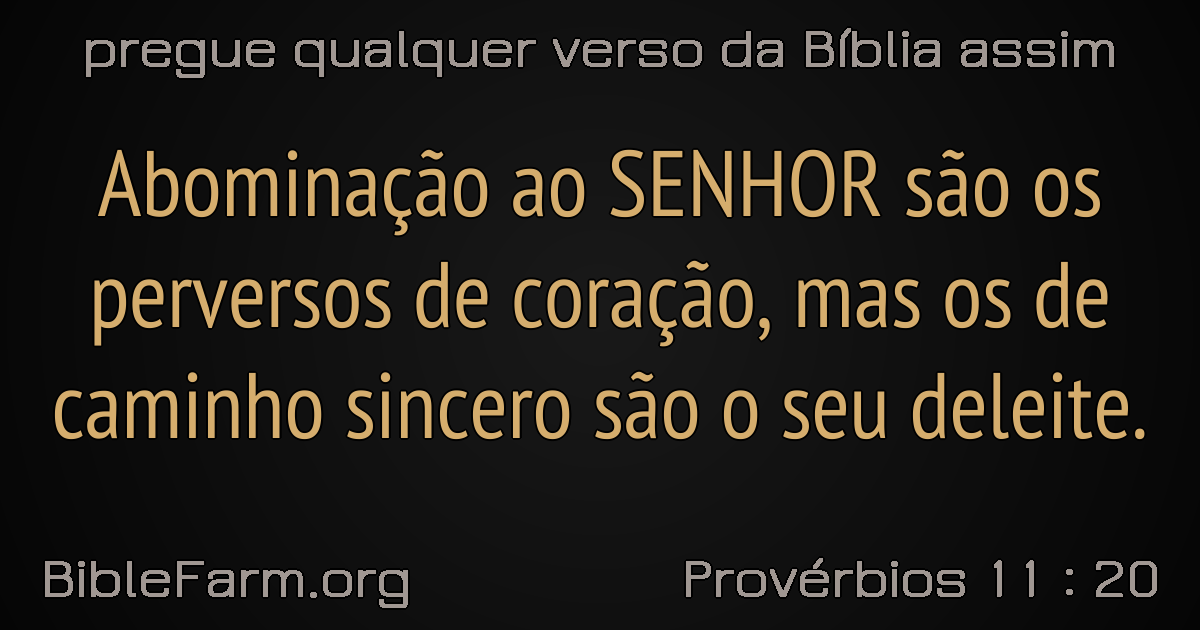 pregue qualquer verso da Bíblia assim
Abominação ao SENHOR são os
perversos de coração, mas os de
caminho sincero são o seu deleite.
BibleFarm.org
Provérbios 11 : 20